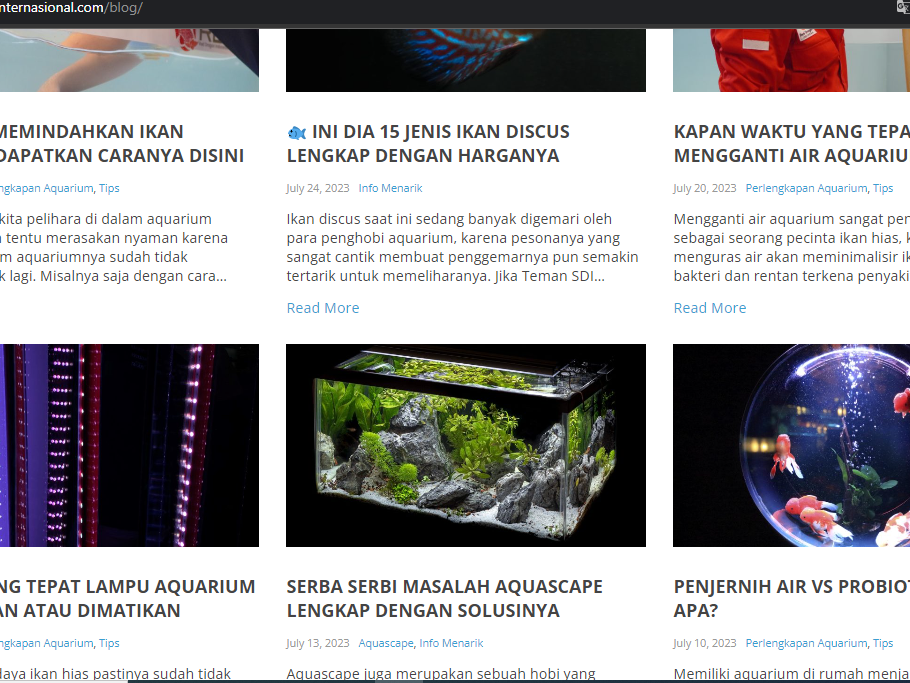 nternasional.com/blog/
MEMINDAHKAN IKAN
DAPATKAN CARANYA DISINI
ngkapan Aquarium, Tips
kita pelihara di dalam aquarium
tentu merasakan nyaman karena
m aquariumnya sudah tidak
k lagi. Misalnya saja dengan cara...
INI DIA 15 JENIS IKAN DISCUS
LENGKAP DENGAN HARGANYA
July 24, 2023 Info Menarik
Ikan discus saat ini sedang banyak digemari oleh
para penghobi aquarium, karena pesonanya yang
sangat cantik membuat penggemarnya pun semakin
tertarik untuk memeliharanya. Jika Teman SDI...
Read More
KAPAN WAKTU YANG TEPA
MENGGANTI AIR AQUARIU
July 20, 2023 Perlengkapan Aquarium, Tips
Mengganti air aquarium sangat per
sebagai seorang pecinta ikan hias, k
menguras air akan meminimalisir ik
bakteri dan rentan terkena penyaki
Read More
NG TEPAT LAMPU AQUARIUM
AN ATAU DIMATIKAN
ngkapan Aquarium, Tips
daya ikan hias pastinya sudah tidak
SERBA SERBI MASALAH AQUASCAPE
LENGKAP DENGAN SOLUSINYA
July 13, 2023 Aquascape, Info Menarik
Aquascape juga merupakan sebuah hobi yang
PENJERNIH AIR VS PROBIOT
APA?
July 10, 2023 Perlengkapan Aquarium, Tips
Memiliki aquarium di rumah menja